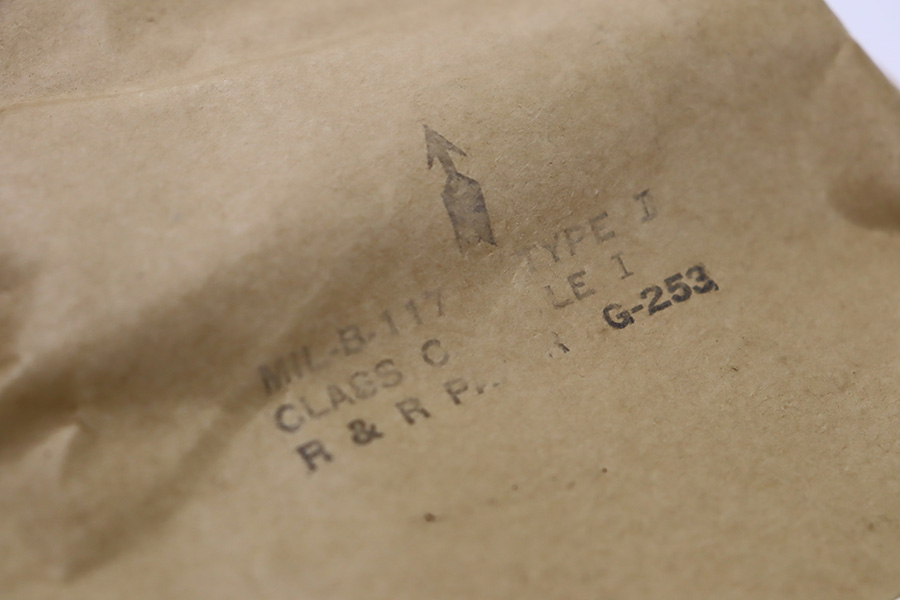 MIL-B-117 TYPE I
CLASS C LE I
R & R G-253